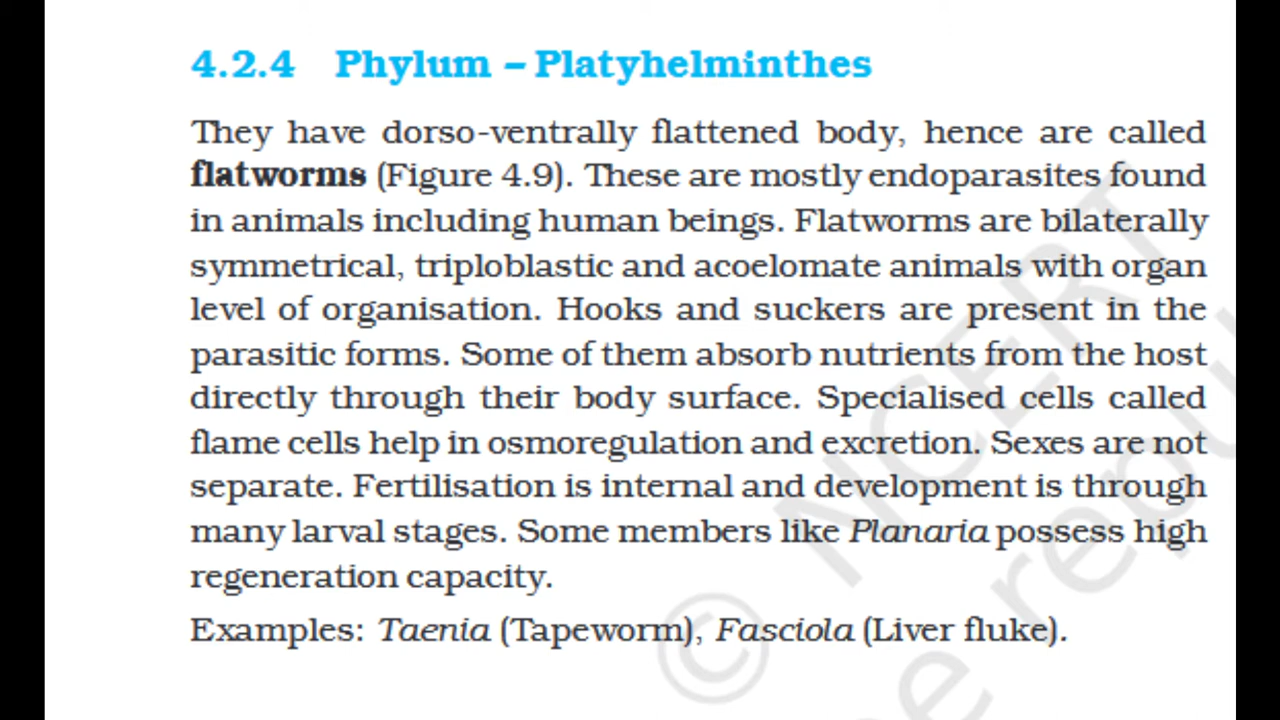 4.2.4 Phylum – Platyhelminthes
They have dorso-ventrally flattened body, hence are called
flatworms (Figure 4.9). These are mostly endoparasites found
in animals including human beings. Flatworms are bilaterally
symmetrical, triploblastic and acoelomate animals with organ
level of organisation. Hooks and suckers are present in the
parasitic forms. Some of them absorb nutrients from the host
directly through their body surface. Specialised cells called
flame cells help in osmoregulation and excretion. Sexes are not
separate. Fertilisation is internal and development is through
many larval stages. Some members like Planaria possess high
regeneration capacity.
Examples: Taenia (Tapeworm), Fasciola (Liver fluke).
© NCERT